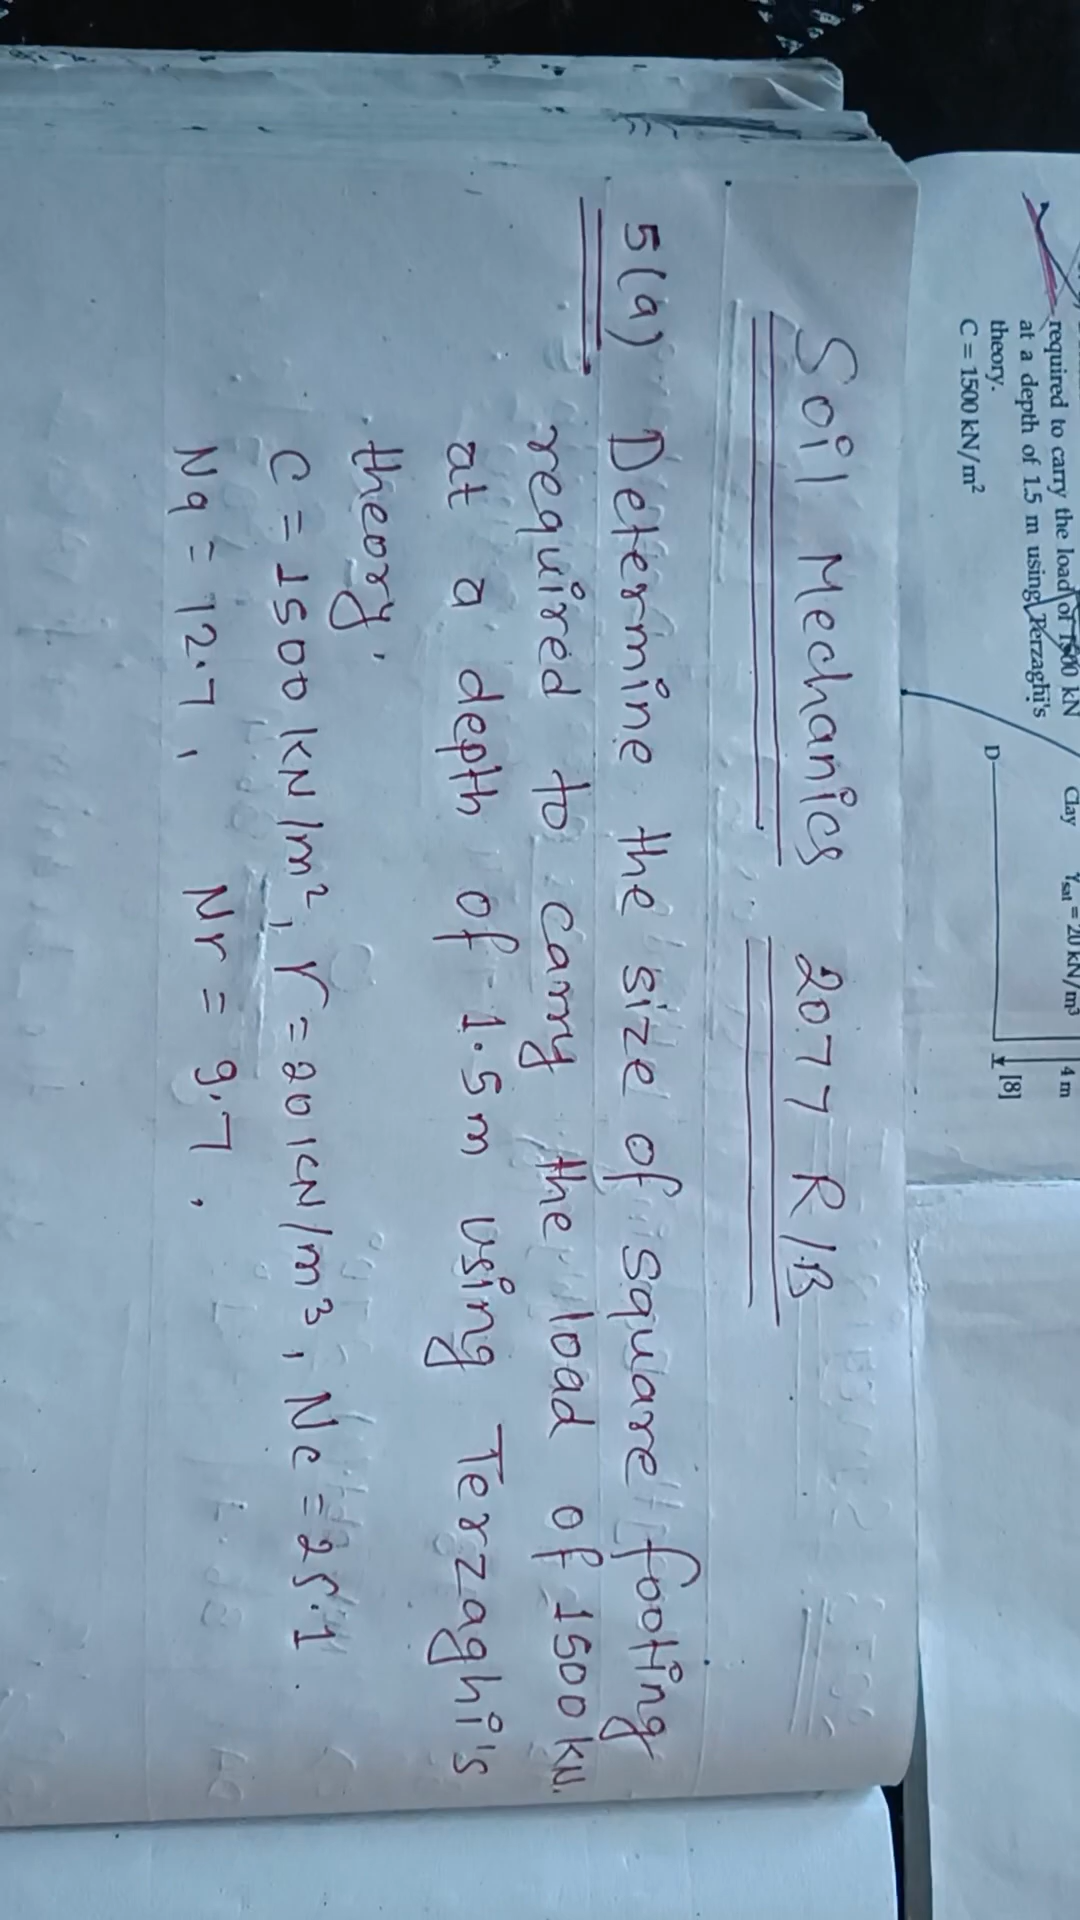 required to carry the load of 1500 kN
at a depth of 1.5 m using Terzaghi's
theory.
C = 1500 kN/m²
Clay γsat = 20 kN/m³
4 m
D
[8]
Soil Mechanics 2077 R/B
5(a) Determine the size of square footing
required to carry the load of 1500 kN.
at a depth of 1.5m using Terzaghi's
theory.
C = 1500 kN/m², γ = 20 kN/m³, Nc = 25.1
Nq = 12.7, Nr = 9.7.